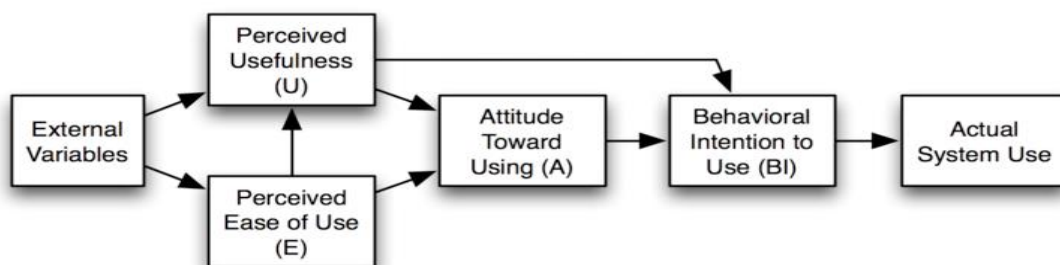 External
Variables
Perceived
Usefulness
(U)
Perceived
Ease of Use
(E)
Attitude
Toward
Using (A)
Behavioral
Intention to
Use (BI)
Actual
System Use